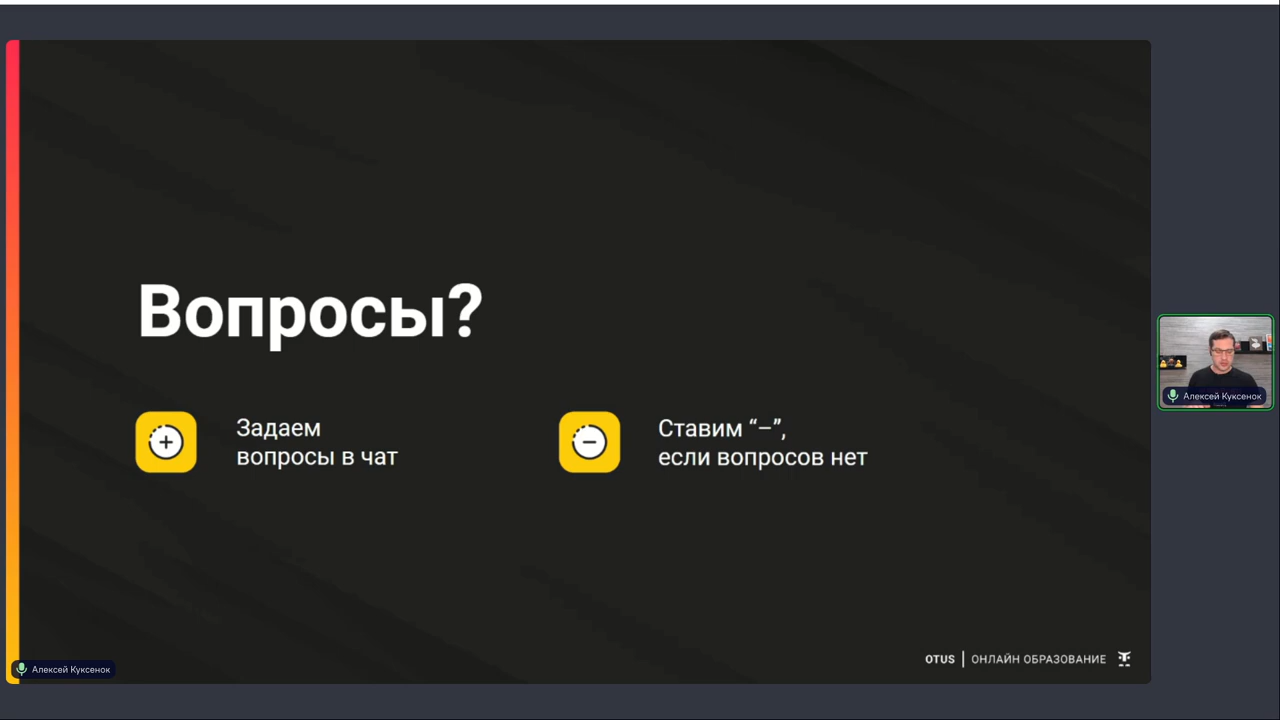 Вопросы?
Задаем
вопросы в чат
Ставим “–”,
если вопросов нет
Алексей Куксенок
OTUS | ОНЛАЙН ОБРАЗОВАНИЕ
Алексей Куксенок